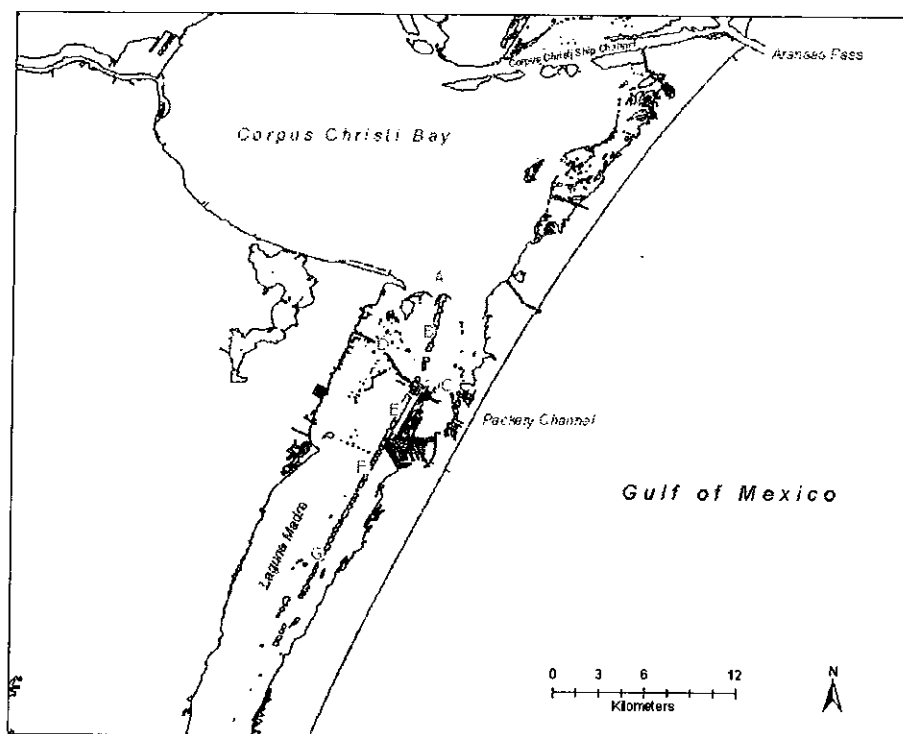 Corpus Christi Ship Channel
Aransas Pass
Corpus Christi Bay
A
B
D
C
E
Packery Channel
F
Gulf of Mexico
Laguna Madre
G
0 3 6 12
Kilometers
N